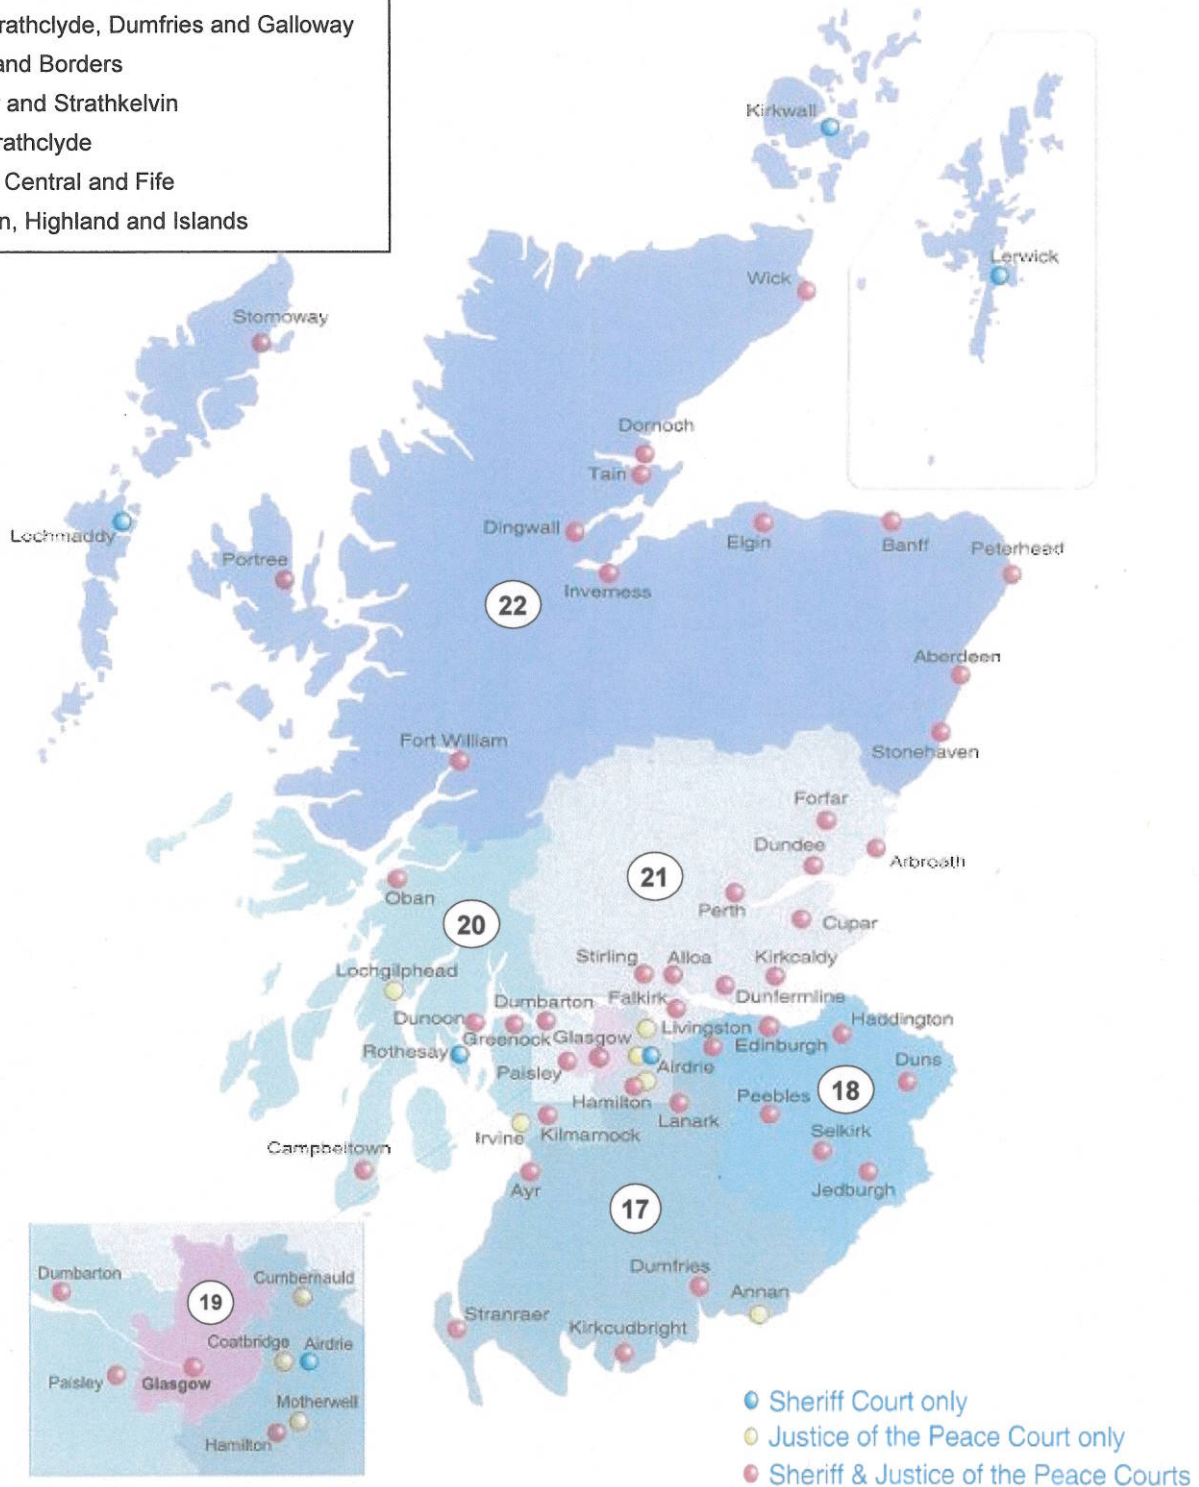 rathclyde, Dumfries and Galloway
and Borders
and Strathkelvin
rathclyde
Central and Fife
n, Highland and Islands
Kirkwall
Lerwick
Wick
Stornoway
Dornoch
Tain
Lochmaddy
Dingwall
Elgin
Banff
Peterhead
Portree
Inverness
22
Aberdeen
Fort William
Stonehaven
Forfar
Dundee
Arbroath
21
Oban
Perth
Cupar
20
Stirling
Alloa
Kirkcaldy
Lochgilphead
Dumbarton
Falkirk
Dunfermline
Dunoon
Greenock
Glasgow
Livingston
Haddington
Rothesay
Edinburgh
Paisley
Airdrie
Duns
Hamilton
Peebles
18
Lanark
Irvine
Kilmarnock
Selkirk
Campbeltown
Ayr
Jedburgh
17
Dumfries
Annan
Stranraer
Kirkcudbright
Dumbarton
Cumbernauld
19
Coatbridge
Airdrie
Paisley
Glasgow
Motherwell
Hamilton
Sheriff Court only
Justice of the Peace Court only
Sheriff & Justice of the Peace Courts